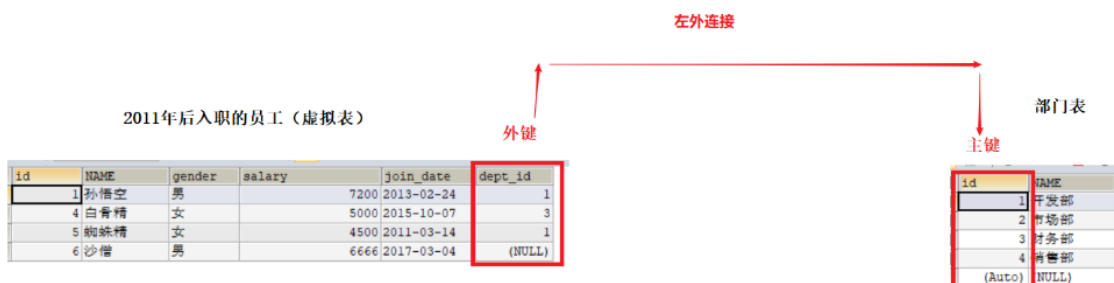 左外连接
2011年后入职的员工（虚拟表）
部门表
外键
主键
id NAME gender salary join_date dept_id
1 孙悟空 男 7200 2013-02-24 1
4 白骨精 女 5000 2015-10-07 3
5 蜘蛛精 女 4500 2011-03-14 1
6 沙僧 男 6666 2017-03-04 (NULL)
id NAME
1 开发部
2 市场部
3 财务部
4 销售部
(Auto) (NULL)